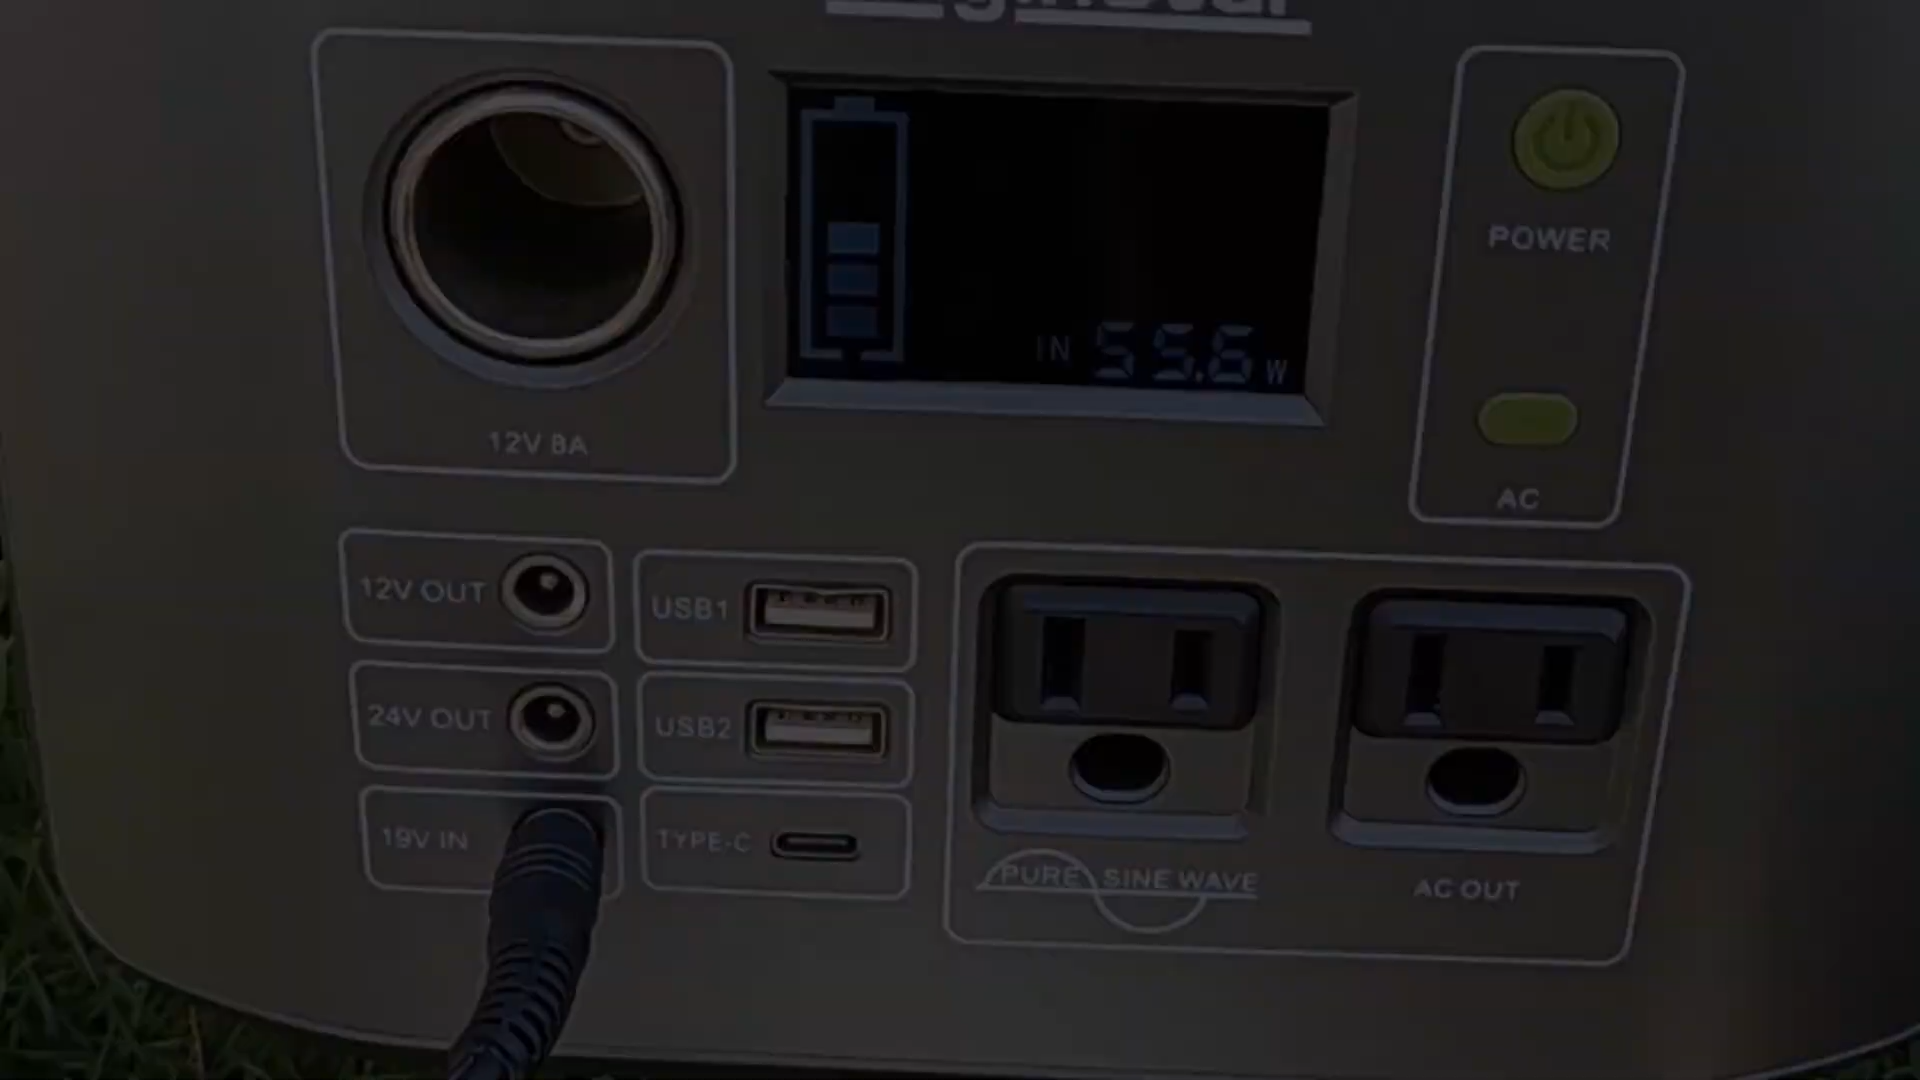 IN 55.6 W
POWER
12V 8A
AC
12V OUT
USB1
24V OUT
USB2
19V IN
TYPE-C
PURE SINE WAVE
AC OUT